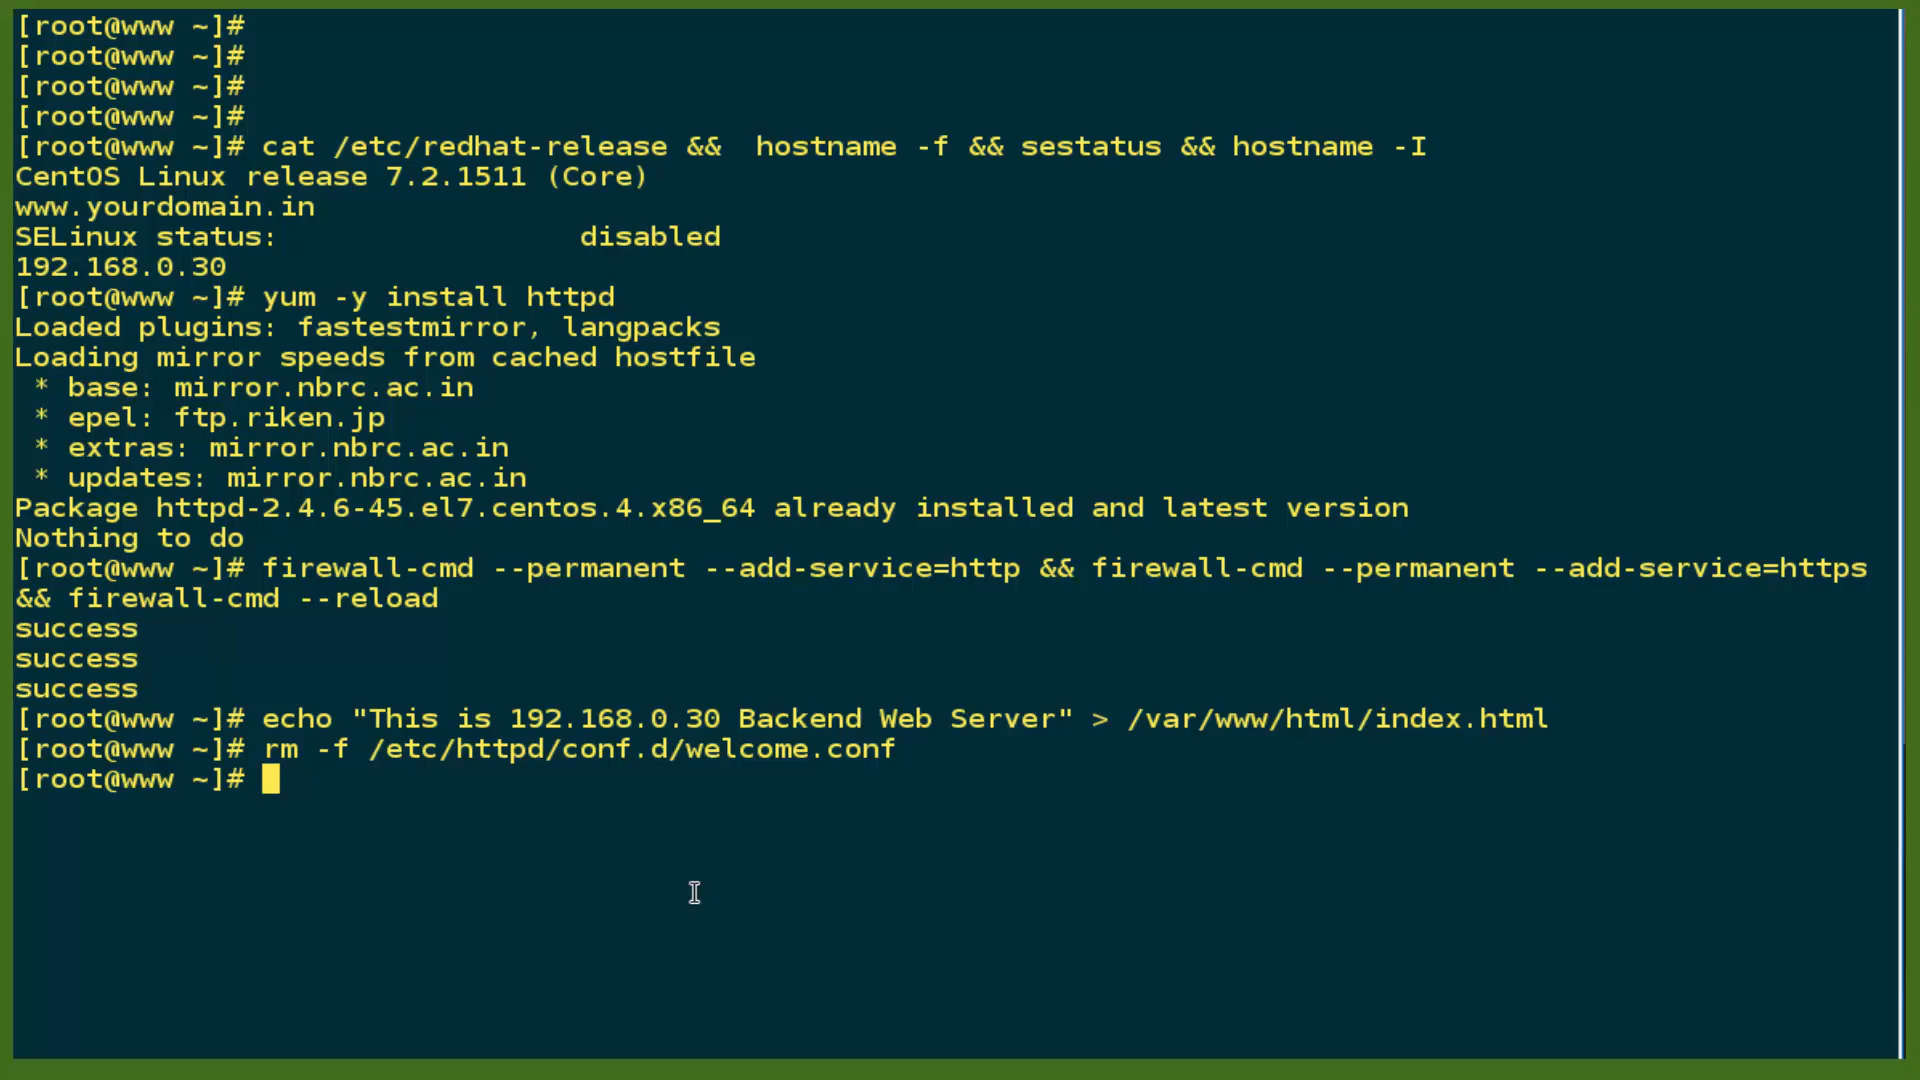 [root@www ~]#
[root@www ~]#
[root@www ~]#
[root@www ~]#
[root@www ~]# cat /etc/redhat-release &&  hostname -f && sestatus && hostname -I
CentOS Linux release 7.2.1511 (Core)
www.yourdomain.in
SELinux status:                 disabled
192.168.0.30
[root@www ~]# yum -y install httpd
Loaded plugins: fastestmirror, langpacks
Loading mirror speeds from cached hostfile
 * base: mirror.nbrc.ac.in
 * epel: ftp.riken.jp
 * extras: mirror.nbrc.ac.in
 * updates: mirror.nbrc.ac.in
Package httpd-2.4.6-45.el7.centos.4.x86_64 already installed and latest version
Nothing to do
[root@www ~]# firewall-cmd --permanent --add-service=http && firewall-cmd --permanent --add-service=https
&& firewall-cmd --reload
success
success
success
[root@www ~]# echo "This is 192.168.0.30 Backend Web Server" > /var/www/html/index.html
[root@www ~]# rm -f /etc/httpd/conf.d/welcome.conf
[root@www ~]#